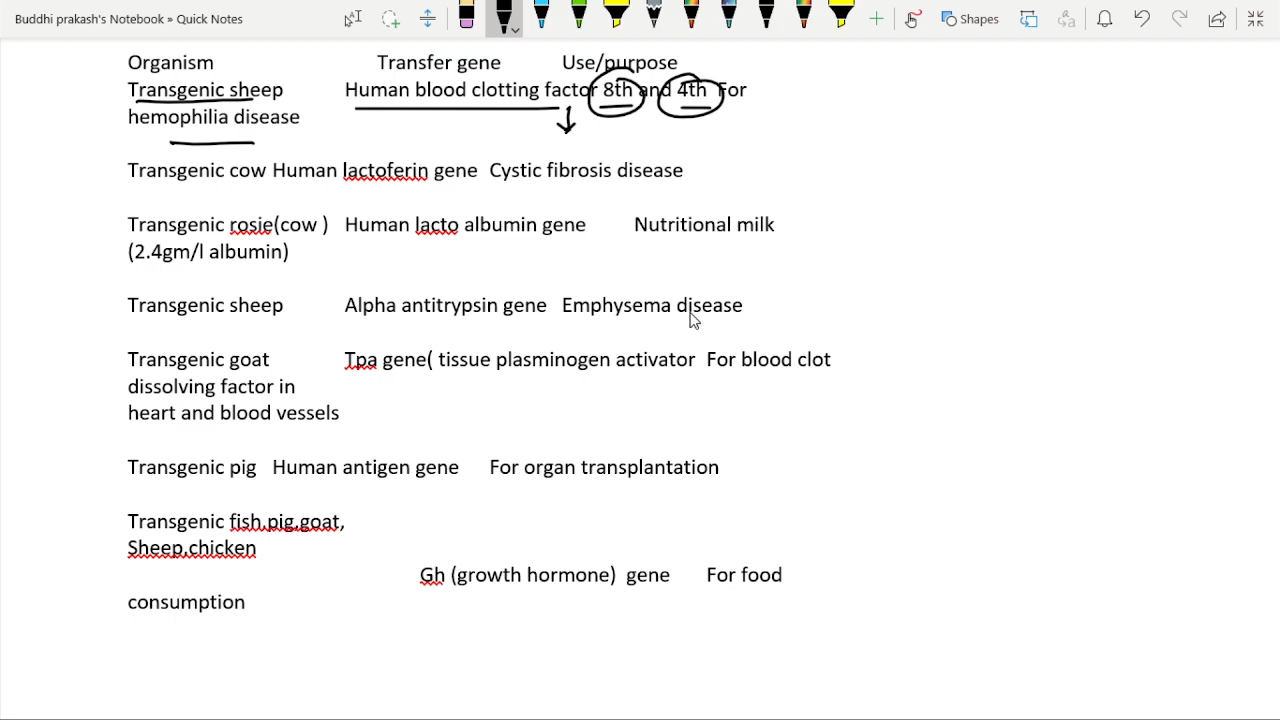 Buddhi prakash's Notebook » Quick Notes
Shapes
Organism Transfer gene Use/purpose
Transgenic sheep Human blood clotting factor 8th and 4th For
hemophilia disease
Transgenic cow Human lactoferin gene Cystic fibrosis disease
Transgenic rosie(cow ) Human lacto albumin gene Nutritional milk
(2.4gm/l albumin)
Transgenic sheep Alpha antitrypsin gene Emphysema disease
Transgenic goat Tpa gene( tissue plasminogen activator For blood clot
dissolving factor in
heart and blood vessels
Transgenic pig Human antigen gene For organ transplantation
Transgenic fish,pig,goat,
Sheep,chicken
Gh (growth hormone) gene For food
consumption